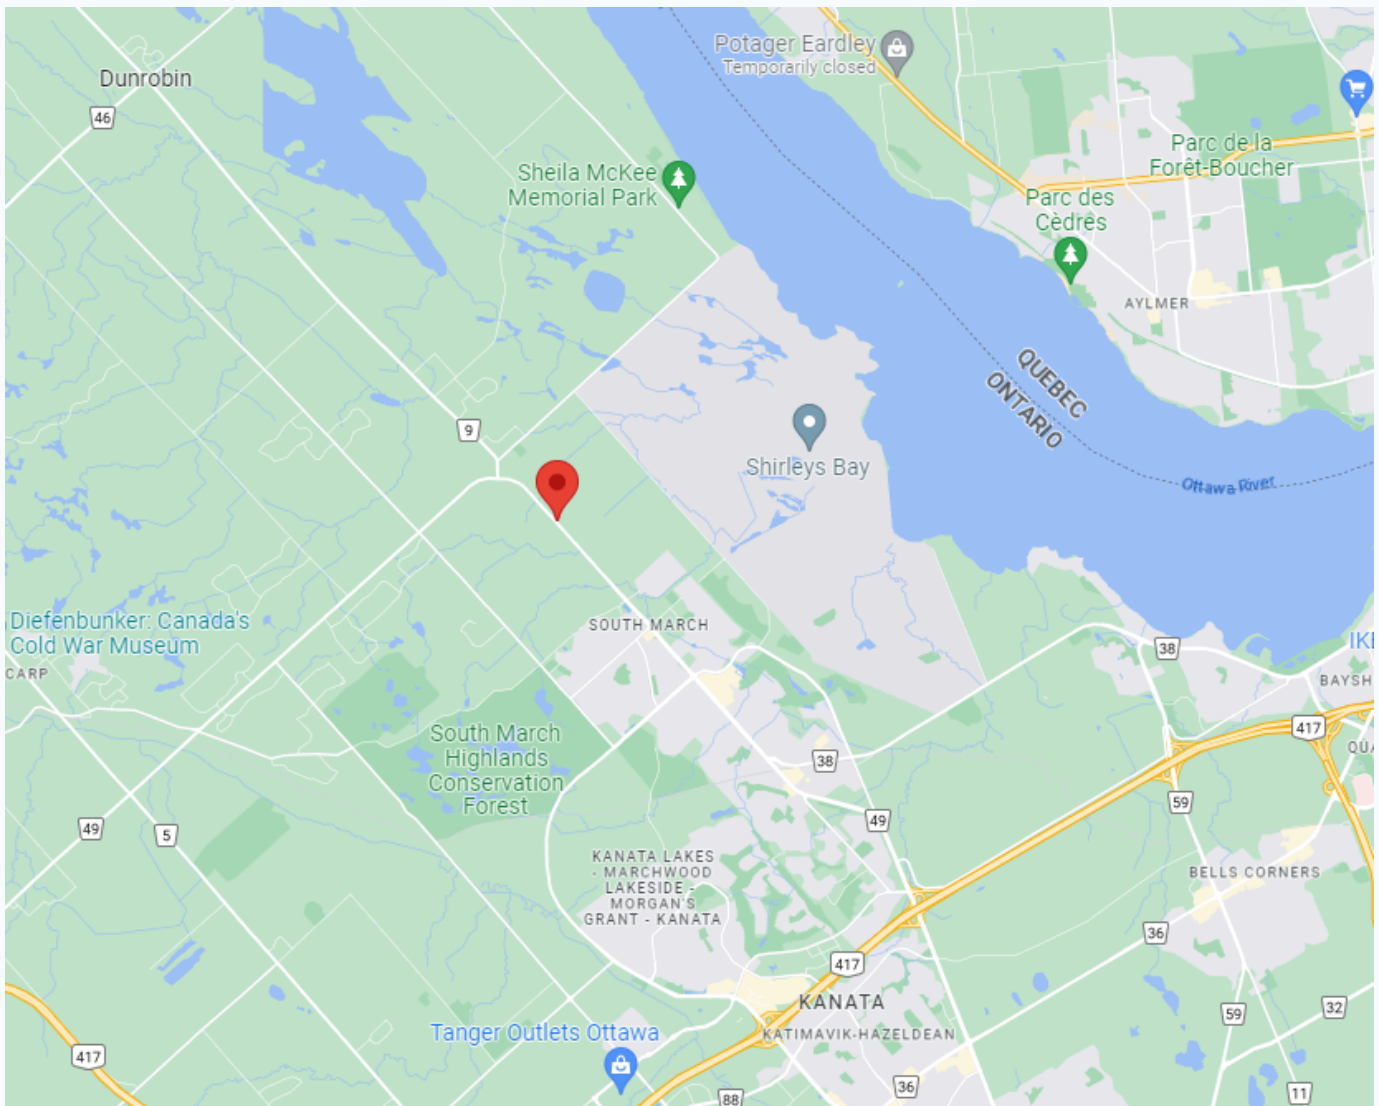 Potager Eardley
Temporarily closed
Dunrobin
46
Parc de la
Forêt-Boucher
Sheila McKee
Memorial Park
Parc des
Cèdres
AYLMER
QUEBEC
ONTARIO
9
Shirleys Bay
Ottawa River
Diefenbunker: Canada's
Cold War Museum
CARP
SOUTH MARCH
38
IKE
BAYSH
417
QUA
South March
Highlands
Conservation
Forest
38
59
49
5
49
KANATA LAKES
- MARCHWOOD
LAKESIDE -
MORGAN'S
GRANT - KANATA
BELLS CORNERS
36
417
KANATA
59
32
Tanger Outlets Ottawa
KATIMAVIK-HAZELDEAN
417
36
88
11